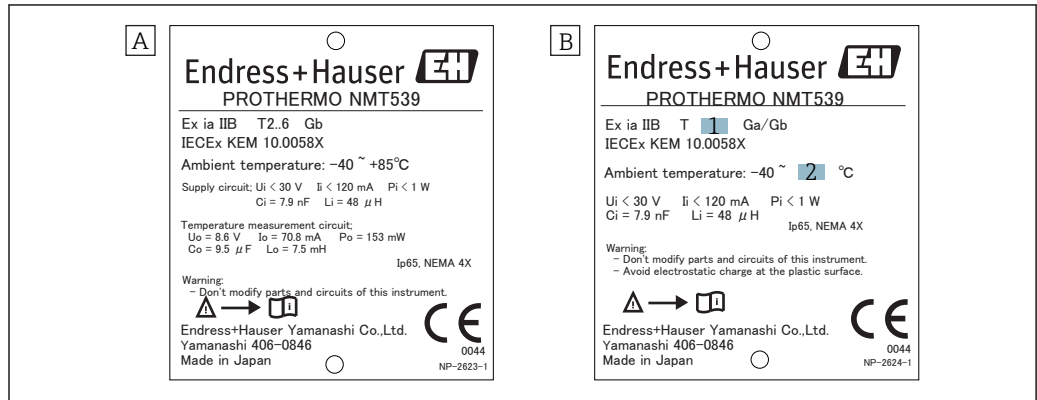 A
Endress+Hauser EH
PROTHERMO NMT539
Ex ia IIB T2..6 Gb
IECEx KEM 10.0058X
Ambient temperature: -40 ~ +85℃
Supply circuit; Ui < 30 V Ii < 120 mA Pi < 1 W
Ci = 7.9 nF Li = 48 μ H
Temperature measurement circuit;
Uo = 8.6 V Io = 70.8 mA Po = 153 mW
Co = 9.5 μ F Lo = 7.5 mH
Ip65, NEMA 4X
Warning:
- Don't modify parts and circuits of this instrument.
Endress+Hauser Yamanashi Co.,Ltd.
Yamanashi 406-0846
Made in Japan
CE
0044
NP-2623-1
B
Endress+Hauser EH
PROTHERMO NMT539
Ex ia IIB T 1 Ga/Gb
IECEx KEM 10.0058X
Ambient temperature: -40 ~ 2 ℃
Ui < 30 V Ii < 120 mA Pi < 1 W
Ci = 7.9 nF Li = 48 μ H
Ip65, NEMA 4X
Warning:
- Don't modify parts and circuits of this instrument.
- Avoid electrostatic charge at the plastic surface.
Endress+Hauser Yamanashi Co.,Ltd.
Yamanashi 406-0846
Made in Japan
CE
0044
NP-2624-1